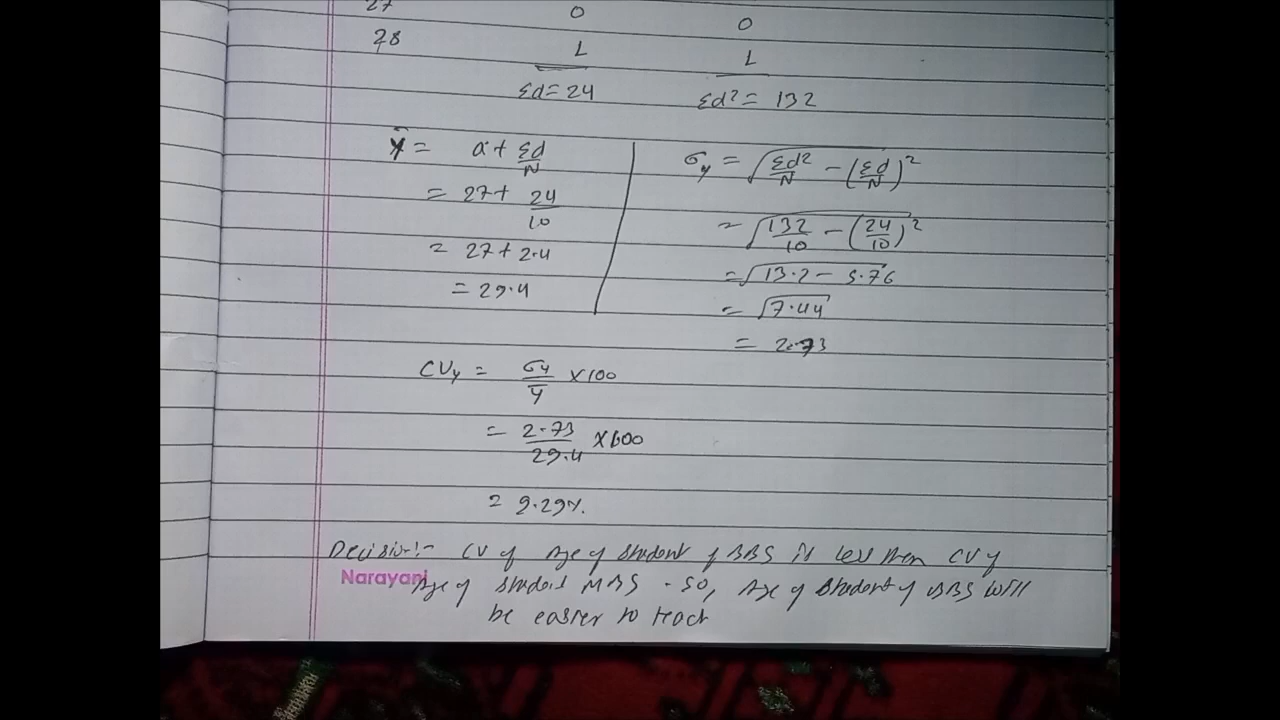 27 0 0
28 1 1
Σd = 24 Σd² = 132
Ȳ = a + Σd/N
= 27 + 24/10
= 27 + 2.4
= 29.4
σy = √(Σd²/N - (Σd/N)²)
= √(132/10 - (24/10)²)
= √(13.2 - 5.76)
= √7.44
= 2.73
CVy = σy/ȳ × 100
= 2.73/29.4 × 100
= 9.29%.
Decision:- CV of Age of student of BBS is less then CV of
Narayani
Age of student MBS - so, Age of student of BBS will
be easier to teach